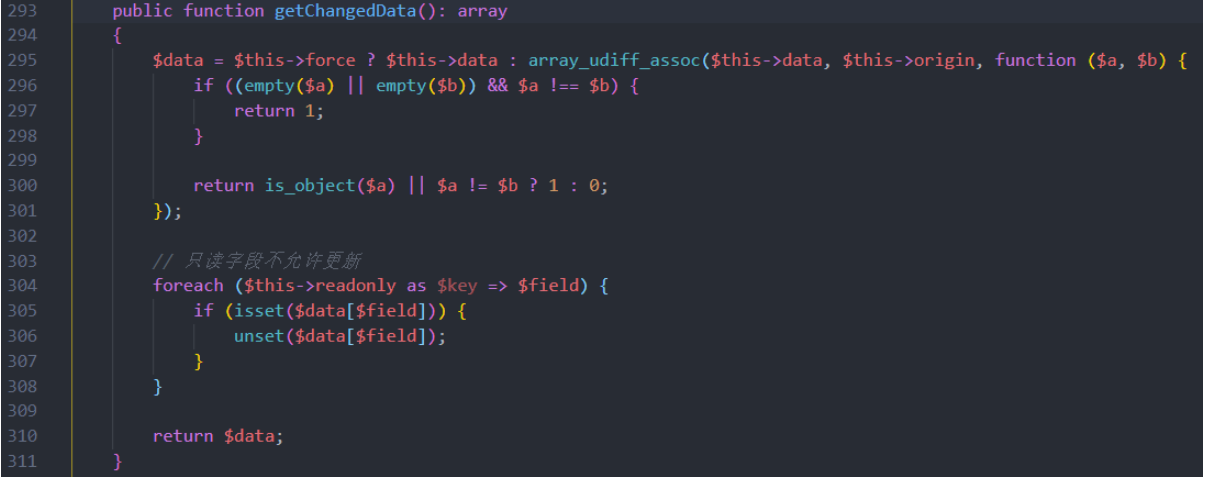 293 public function getChangedData(): array
294 {
295 $data = $this->force ? $this->data : array_udiff_assoc($this->data, $this->origin, function ($a, $b) {
296 if ((empty($a) || empty($b)) && $a !== $b) {
297 return 1;
298 }
299
300 return is_object($a) || $a != $b ? 1 : 0;
301 });
302
303 // 只读字段不允许更新
304 foreach ($this->readonly as $key => $field) {
305 if (isset($data[$field])) {
306 unset($data[$field]);
307 }
308 }
309
310 return $data;
311 }